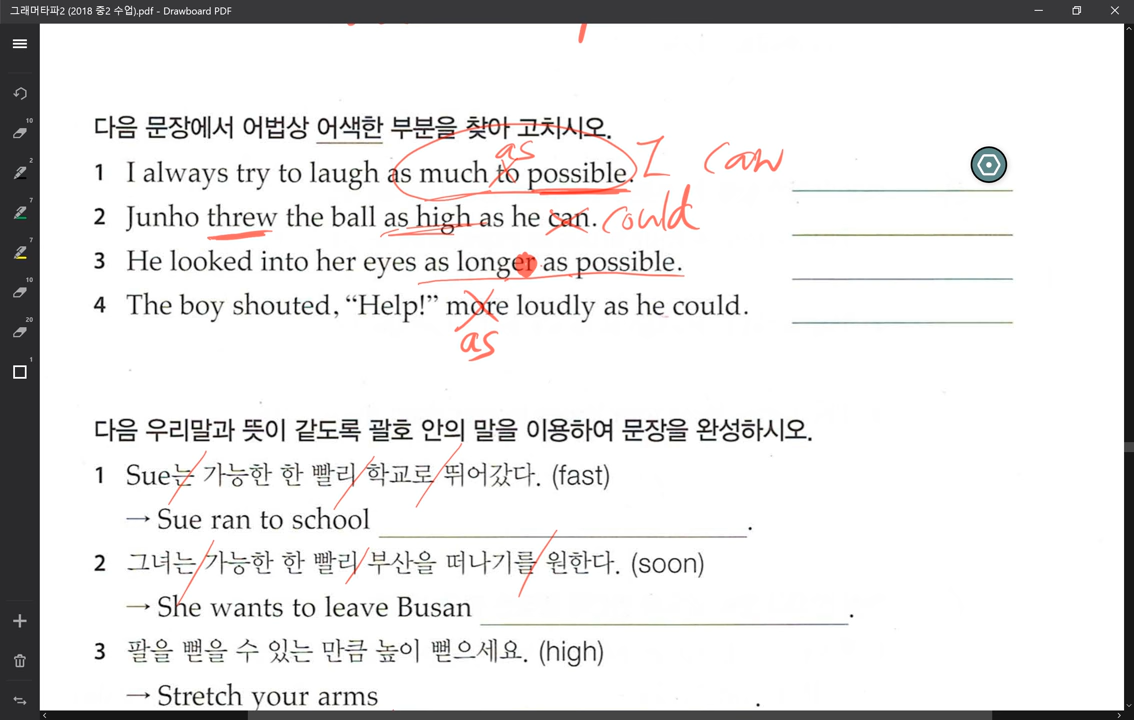 그래머타파2 (2018 중2 수업).pdf - Drawboard PDF
다음 문장에서 어법상 어색한 부분을 찾아 고치시오.
as
1 I always try to laugh as much to possible. I can
2 Junho threw the ball as high as he can. could
3 He looked into her eyes as longer as possible.
4 The boy shouted, “Help!” more loudly as he could.
as
다음 우리말과 뜻이 같도록 괄호 안의 말을 이용하여 문장을 완성하시오.
1 Sue는 가능한 한 빨리 학교로 뛰어갔다. (fast)
→ Sue ran to school .
2 그녀는 가능한 한 빨리 부산을 떠나기를 원한다. (soon)
→ She wants to leave Busan .
3 팔을 뻗을 수 있는 만큼 높이 뻗으세요. (high)
→ Stretch your arms .
10
2
7
7
10
20
1